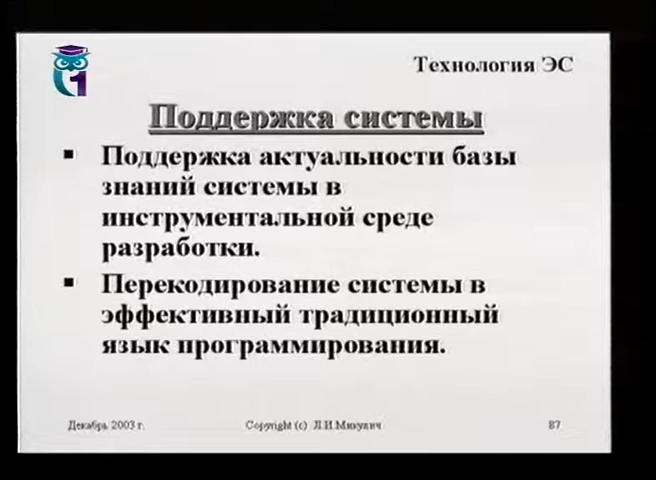 Технология ЭС
1
Поддержка системы
▪ Поддержка актуальности базы
знаний системы в
инструментальной среде
разработки.
▪ Перекодирование системы в
эффективный традиционный
язык программирования.
Декабрь 2003 г.
Copyright (c) Л.И.Микулич
87